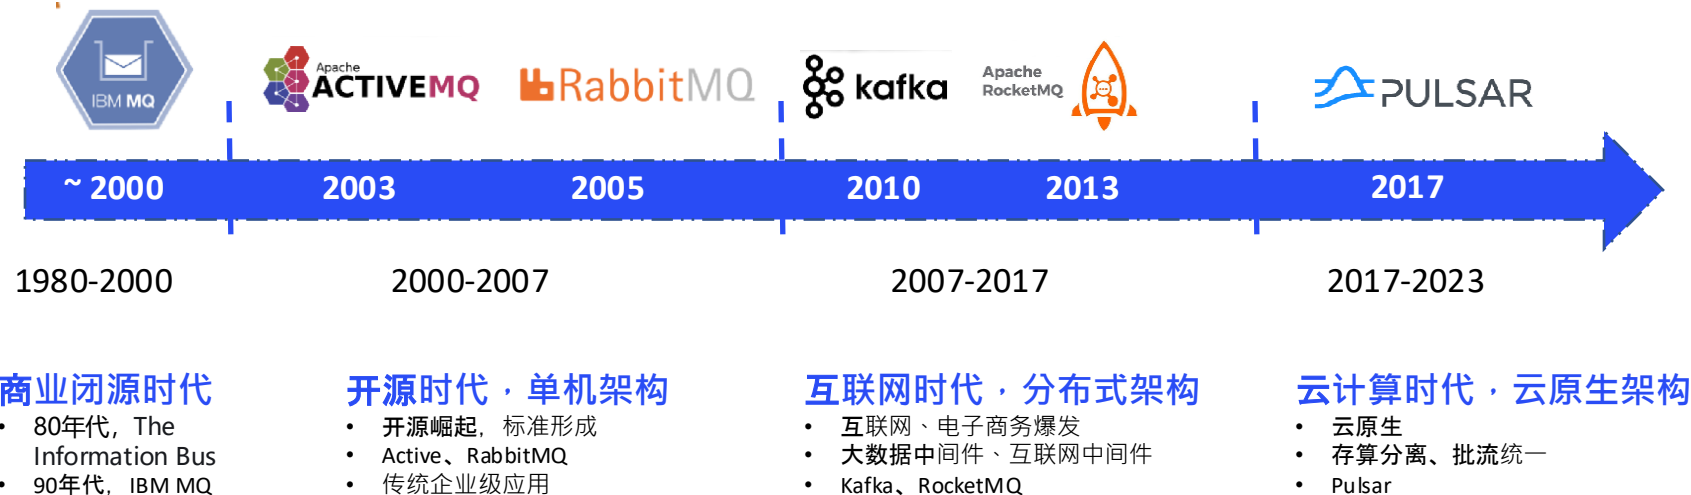 IBM MQ
Apache
ACTIVEMQ
RabbitMQ
kafka
Apache
RocketMQ
PULSAR
~ 2000
2003
2005
2010
2013
2017
1980-2000
2000-2007
2007-2017
2017-2023
商业闭源时代
• 80年代，The
Information Bus
• 90年代，IBM MQ
开源时代，单机架构
• 开源崛起，标准形成
• Active、RabbitMQ
• 传统企业级应用
互联网时代，分布式架构
• 互联网、电子商务爆发
• 大数据中间件、互联网中间件
• Kafka、RocketMQ
云计算时代，云原生架构
• 云原生
• 存算分离、批流统一
• Pulsar